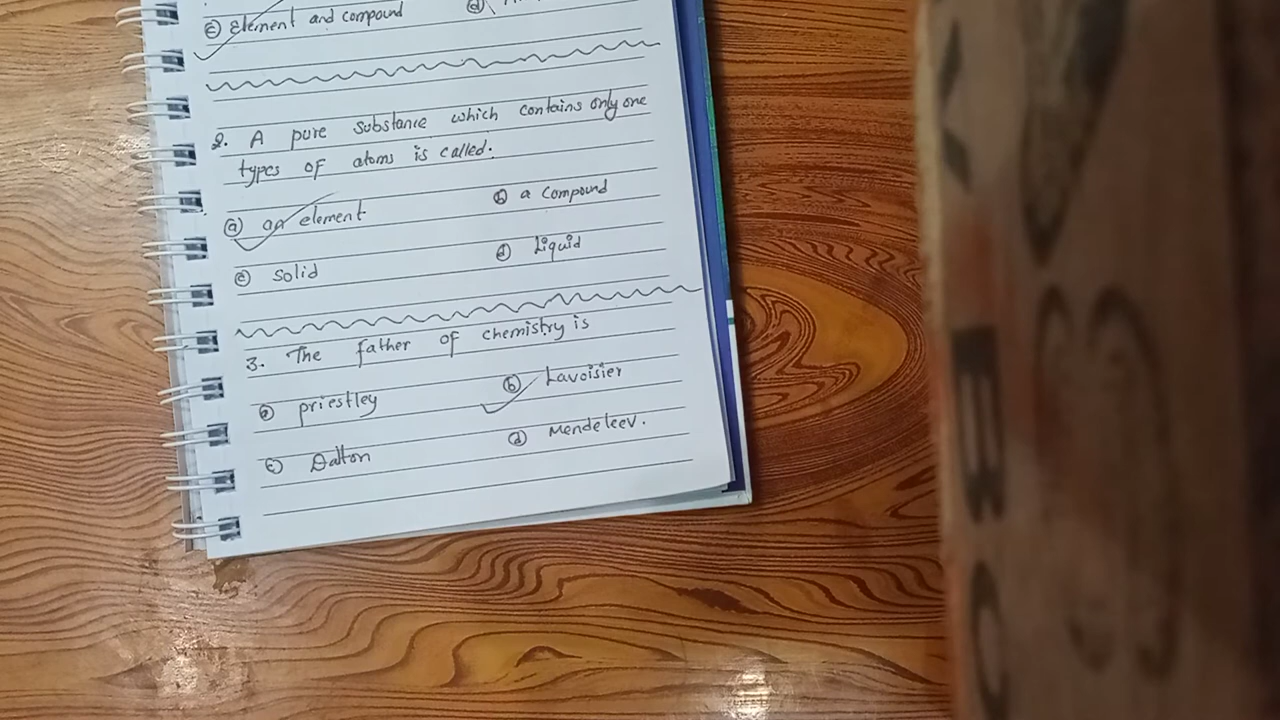 ⓒ Element and compound ⓓ
2. A pure substance which contains only one
types of atoms is called.
ⓐ an element ⓑ a compound
ⓒ solid ⓓ Liquid
3. The father of chemistry is
ⓐ priestley ⓑ Lavoisier
ⓒ Dalton ⓓ Mendeleev.